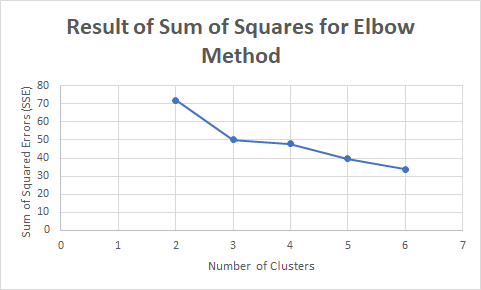 Result of Sum of Squares for Elbow
Method
Sum of Squared Errors (SSE)
80
70
60
50
40
30
20
10
0
0 1 2 3 4 5 6 7
Number of Clusters